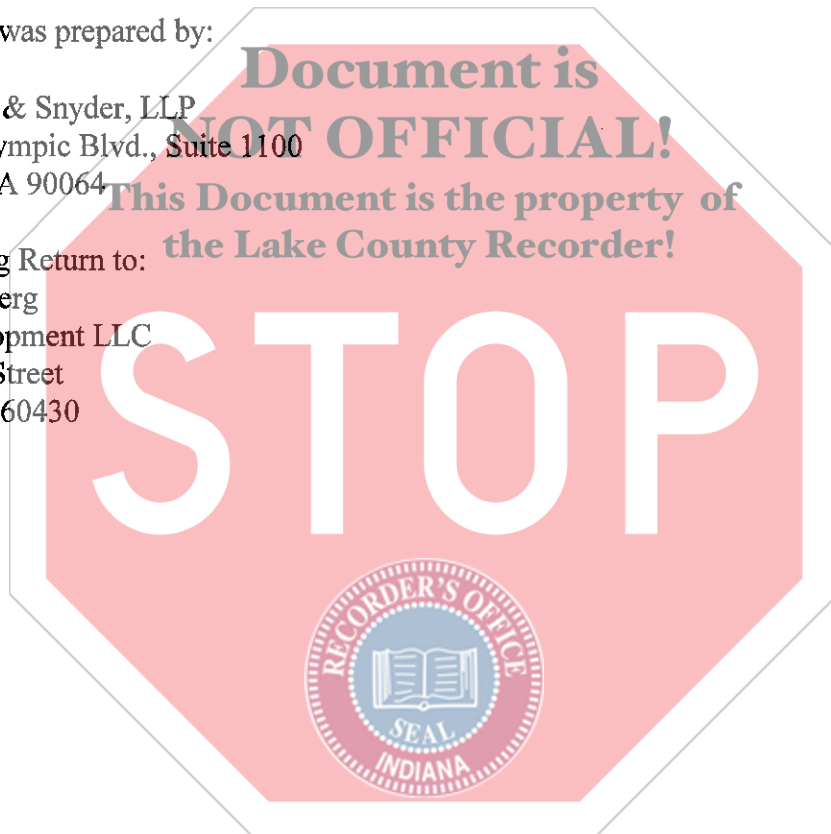 was prepared by:
Document is
& Snyder, LLP
ympic Blvd., Suite 1100
NOT OFFICIAL!
A 90064
This Document is the property of
the Lake County Recorder!
g Return to:
erg
opment LLC
Street
60430
STOP
RECORDER'S OFFICE
SEAL
INDIANA